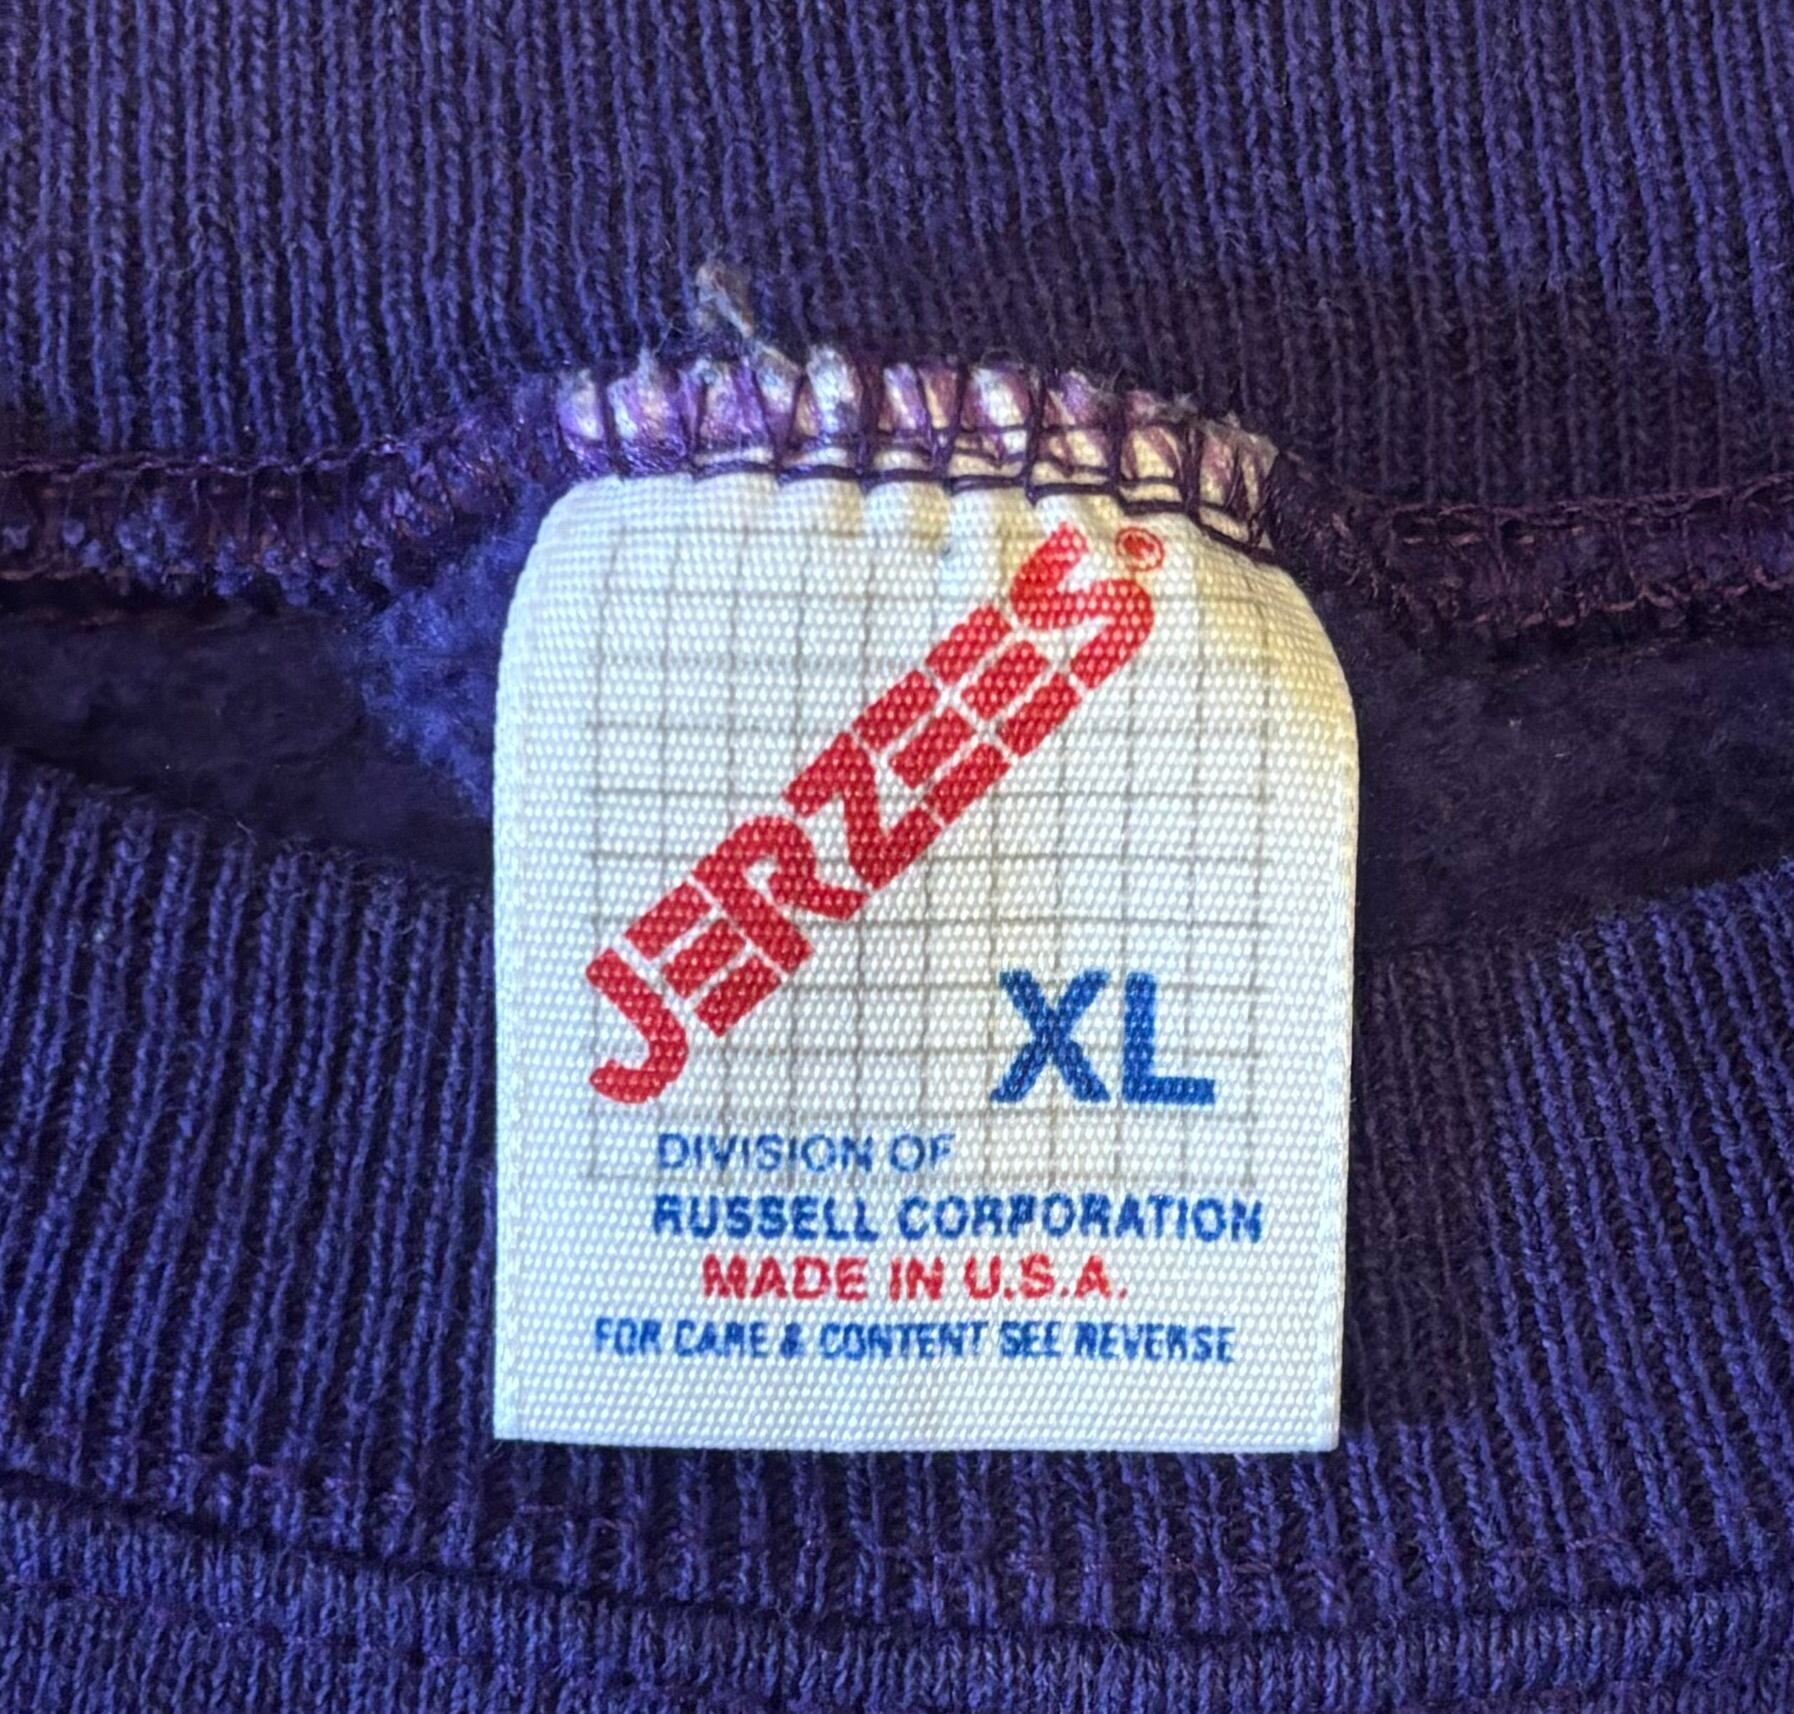 JERZEES®
XL
DIVISION OF
RUSSELL CORPORATION
MADE IN U.S.A.
FOR CARE & CONTENT SEE REVERSE